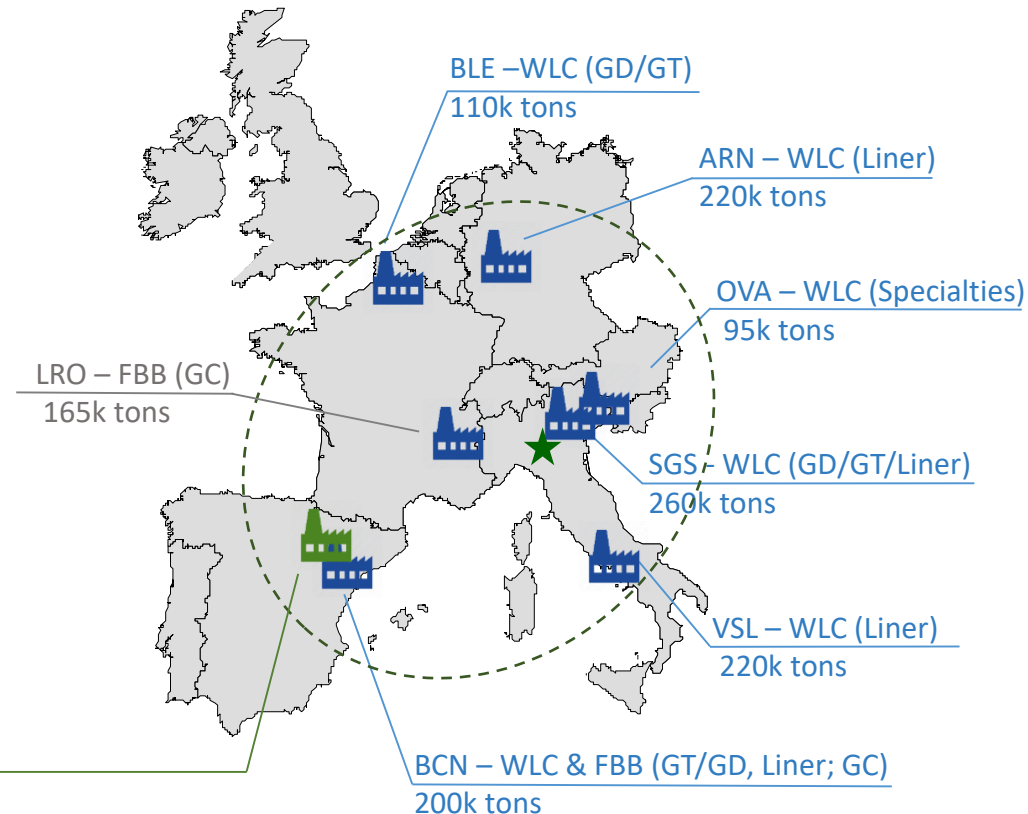 BLE –WLC (GD/GT)
110k tons
ARN – WLC (Liner)
220k tons
OVA – WLC (Specialties)
95k tons
LRO – FBB (GC)
165k tons
SGS - WLC (GD/GT/Liner)
260k tons
VSL – WLC (Liner)
220k tons
BCN – WLC & FBB (GT/GD, Liner; GC)
200k tons